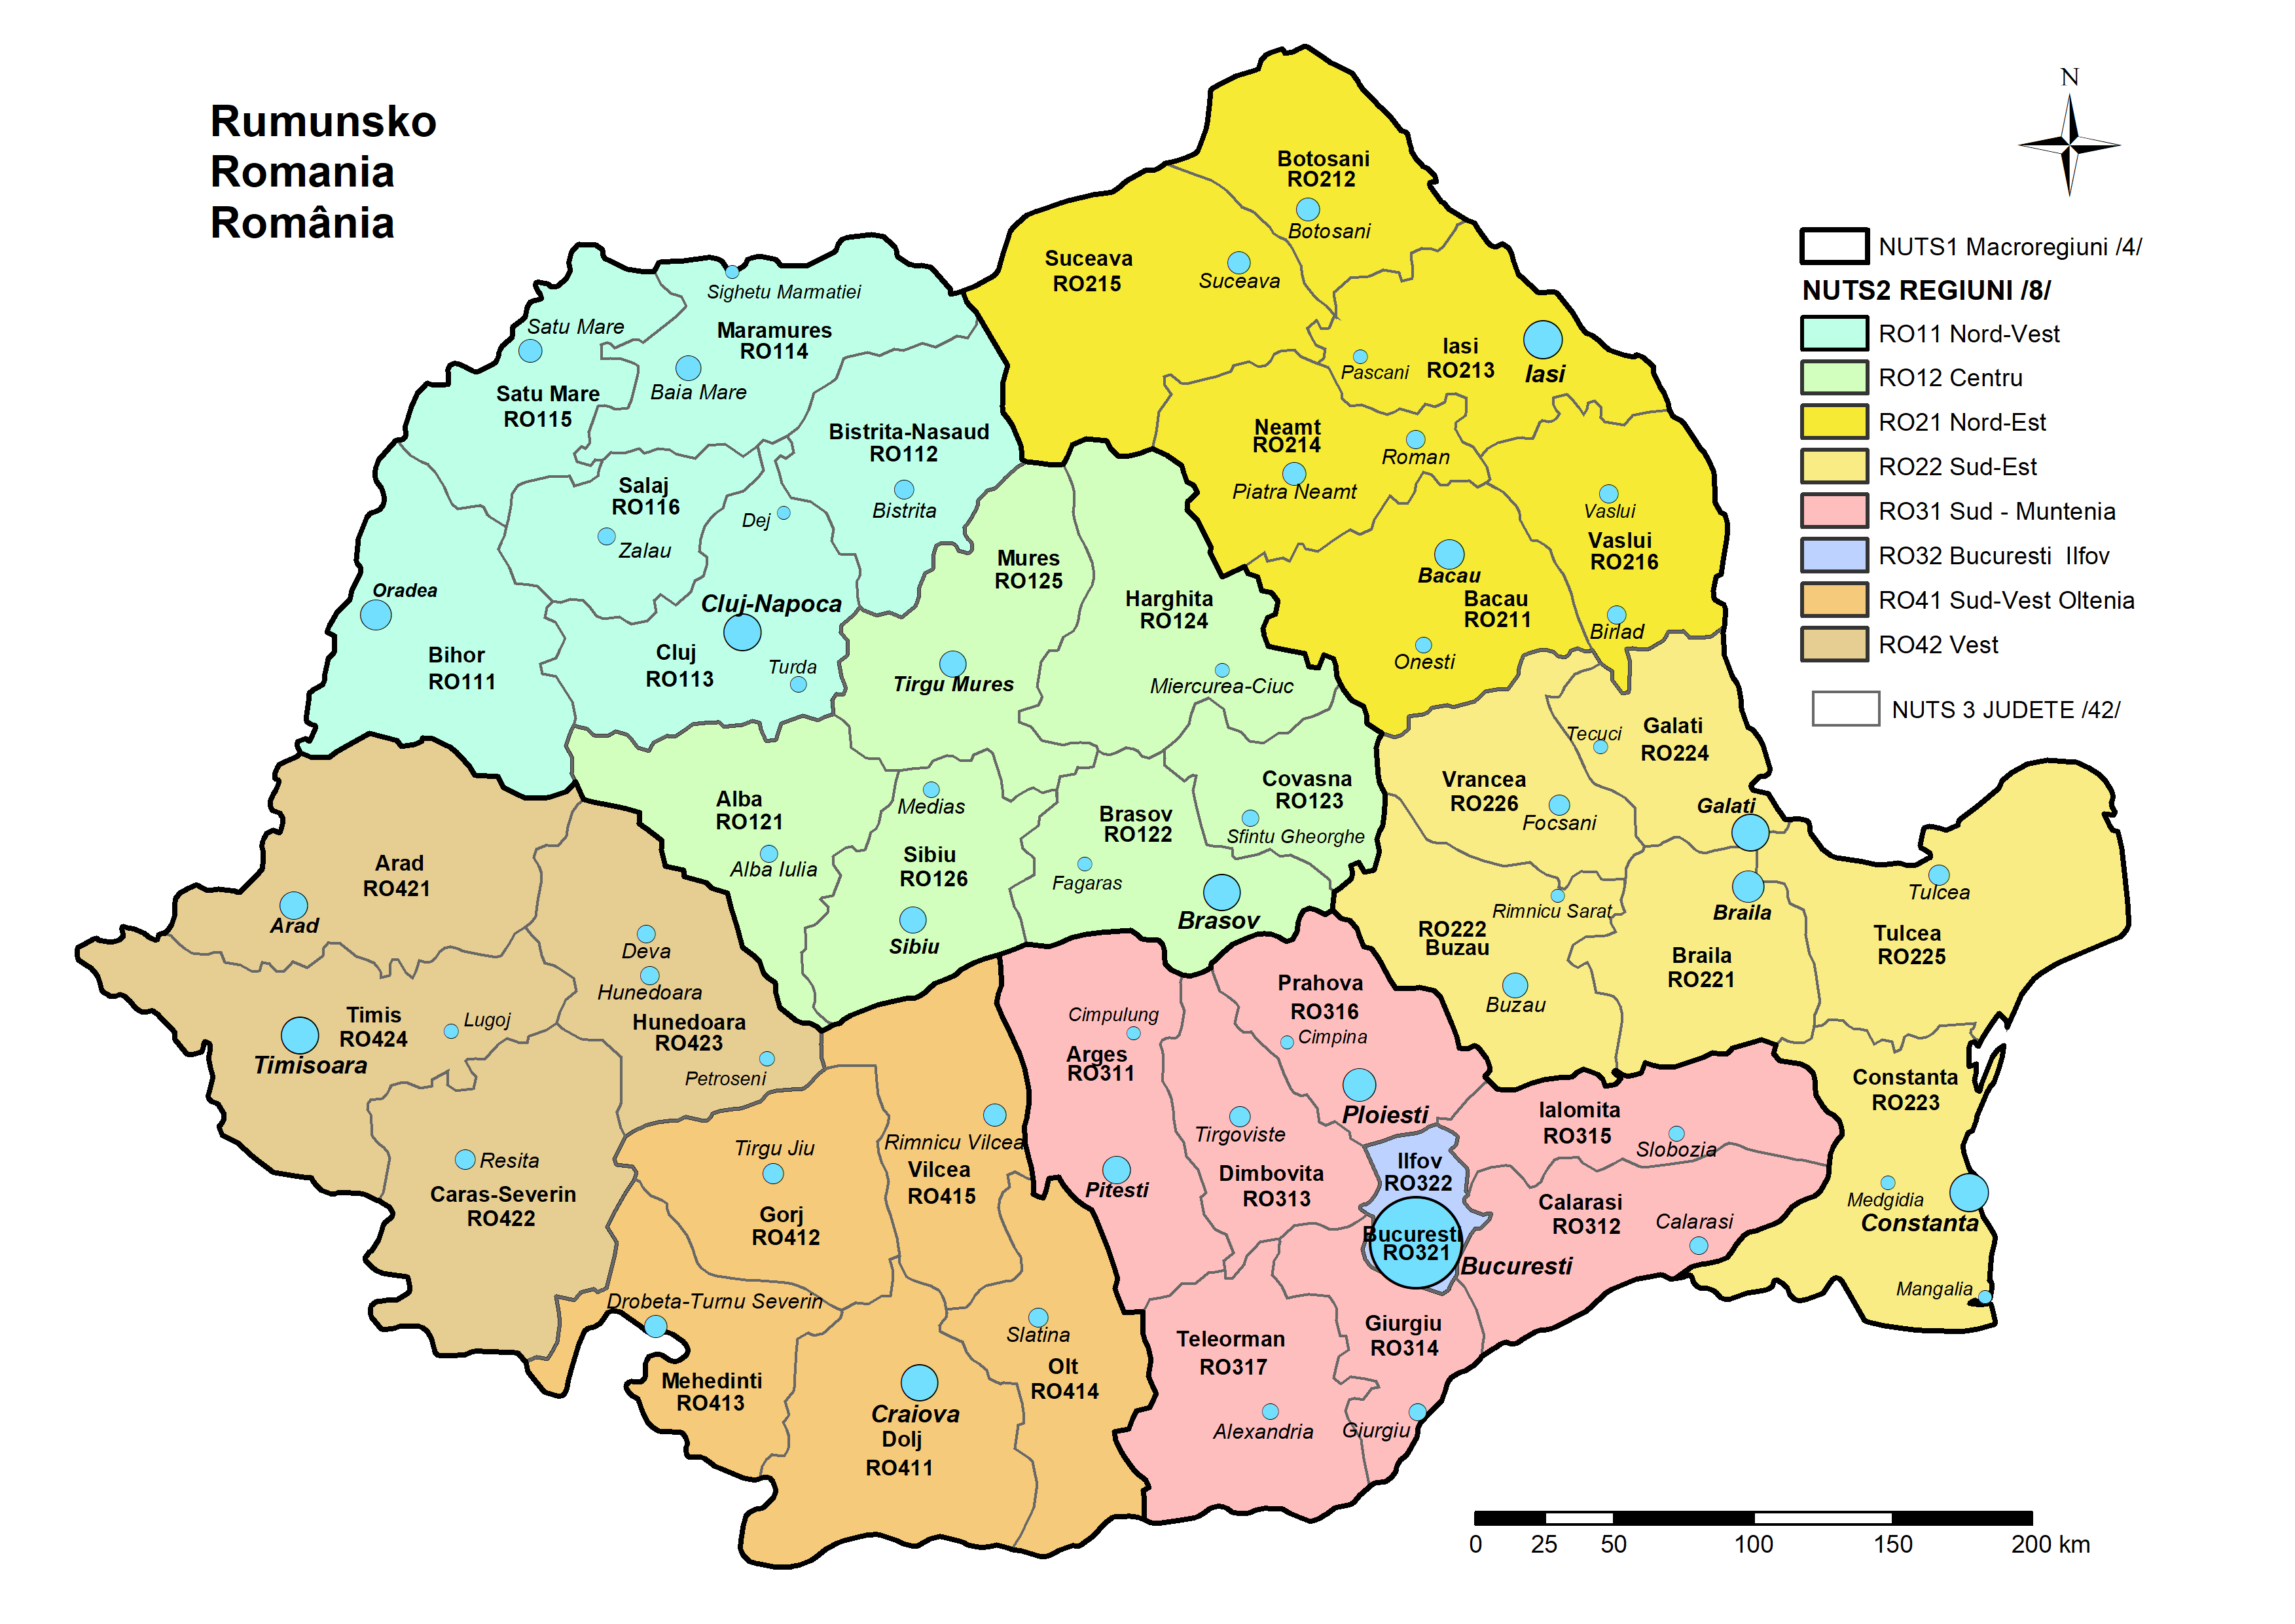 Rumunsko
Romania
România
N
NUTS1 Macroregiuni /4/
NUTS2 REGIUNI /8/
RO11 Nord-Vest
RO12 Centru
RO21 Nord-Est
RO22 Sud-Est
RO31 Sud - Muntenia
RO32 Bucuresti Ilfov
RO41 Sud-Vest Oltenia
RO42 Vest
NUTS 3 JUDETE /42/
Botosani
RO212
Botosani
Suceava
RO215
Suceava
Sighetu Marmatiei
Maramures
RO114
Baia Mare
Satu Mare
Satu Mare
RO115
Iasi
RO213
Iasi
Pascani
Neamt
RO214
Piatra Neamt
Roman
Bistrita-Nasaud
RO112
Bistrita
Salaj
RO116
Zalau
Dej
Vaslui
Vaslui
RO216
Birlad
Bacau
Bacau
RO211
Onesti
Mures
RO125
Tirgu Mures
Harghita
RO124
Miercurea-Ciuc
Oradea
Bihor
RO111
Cluj-Napoca
Cluj
RO113
Turda
Tecuci
Galati
RO224
Galati
Vrancea
RO226
Focsani
Covasna
RO123
Sfintu Gheorghe
Brasov
RO122
Fagaras
Brasov
Medias
Sibiu
RO126
Sibiu
Alba
RO121
Alba Iulia
Arad
RO421
Arad
Deva
Hunedoara
Hunedoara
RO423
Petroseni
Timis
RO424
Timisoara
Lugoj
Rimnicu Sarat
RO222
Buzau
Buzau
Braila
Braila
RO221
Tulcea
Tulcea
RO225
Prahova
RO316
Cimpina
Ploiesti
Cimpulung
Arges
RO311
Pitesti
Tirgoviste
Dimbovita
RO313
Ilfov
RO322
Bucuresti
RO321
Bucuresti
Ialomita
RO315
Slobozia
Calarasi
RO312
Calarasi
Constanta
RO223
Medgidia
Constanta
Mangalia
Resita
Caras-Severin
RO422
Tirgu Jiu
Gorj
RO412
Rimnicu Vilcea
Vilcea
RO415
Drobeta-Turnu Severin
Mehedinti
RO413
Craiova
Dolj
RO411
Slatina
Olt
RO414
Teleorman
RO317
Alexandria
Giurgiu
RO314
Giurgiu
0 25 50 100 150 200 km